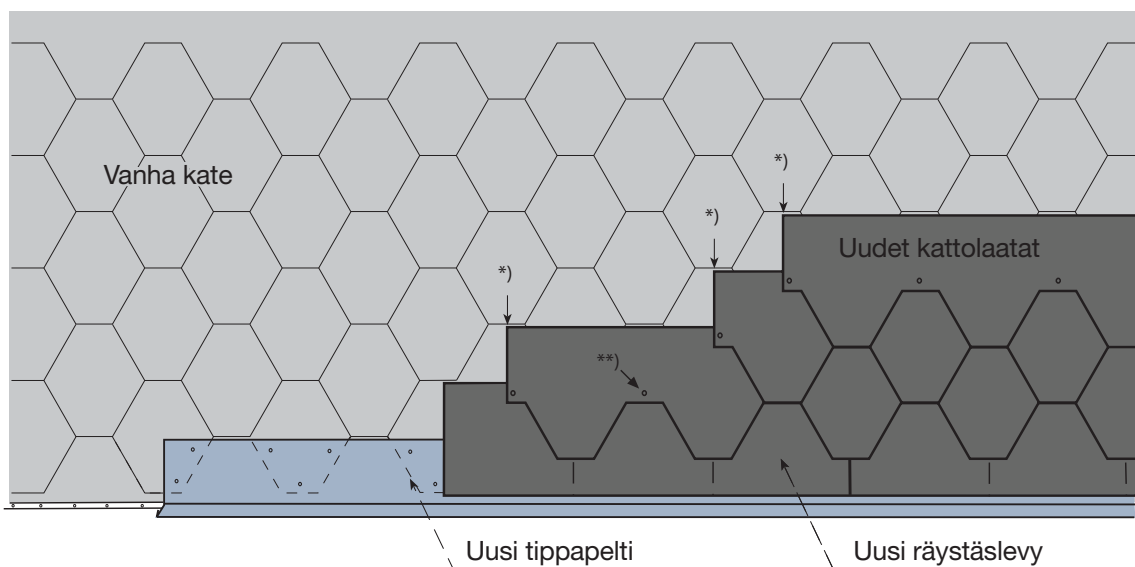 *)
Vanha kate
*)
Uudet kattolaatat
*)
**)
Uusi tippapelti
Uusi räystäslevy